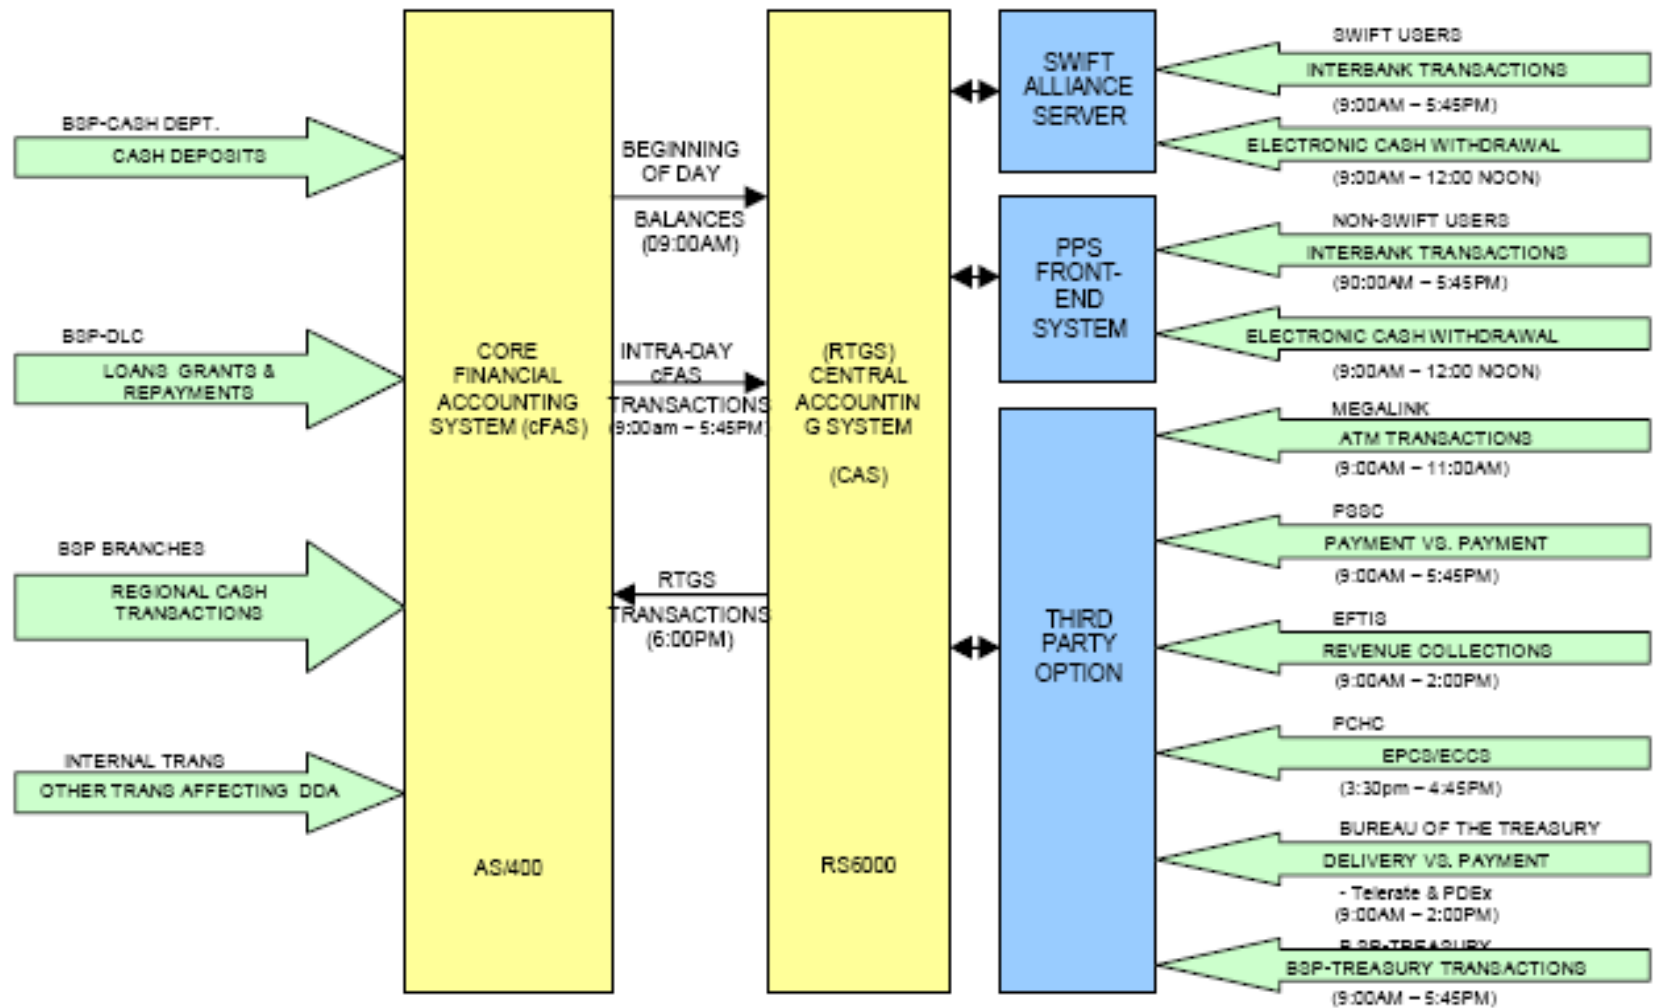 BSP-CASH DEPT.
CASH DEPOSITS
BSP-DLC
LOANS GRANTS &
REPAYMENTS
BSP BRANCHES
REGIONAL CASH
TRANSACTIONS
INTERNAL TRANS
OTHER TRANS AFFECTING DDA
CORE
FINANCIAL
ACCOUNTING
SYSTEM (cFAS)
AS/400
BEGINNING
OF DAY
BALANCES
(09:00AM)
INTRA-DAY
cFAS
TRANSACTIONS
(9:00am – 5:45PM)
RTGS
TRANSACTIONS
(6:00PM)
(RTGS)
CENTRAL
ACCOUNTIN
G SYSTEM
(CAS)
RS6000
SWIFT
ALLIANCE
SERVER
PPS
FRONT-
END
SYSTEM
THIRD
PARTY
OPTION
SWIFT USERS
INTERBANK TRANSACTIONS
(9:00AM – 5:45PM)
ELECTRONIC CASH WITHDRAWAL
(9:00AM – 12:00 NOON)
NON-SWIFT USERS
INTERBANK TRANSACTIONS
(90:00AM – 5:45PM)
ELECTRONIC CASH WITHDRAWAL
(9:00AM – 12:00 NOON)
MEGALINK
ATM TRANSACTIONS
(9:00AM – 11:00AM)
PSSC
PAYMENT VS. PAYMENT
(9:00AM – 5:45PM)
EFTIS
REVENUE COLLECTIONS
(9:00AM – 2:00PM)
PCHC
EPCS/ECCS
(3:30pm – 4:45PM)
BUREAU OF THE TREASURY
DELIVERY VS. PAYMENT
- Telerate & PDEx
(9:00AM – 2:00PM)
BSP-TREASURY TRANSACTIONS
(9:00AM – 5:45PM)